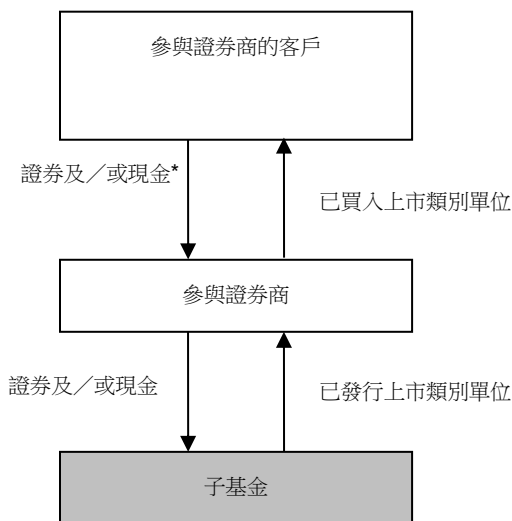 參與證券商的客戶
證券及／或現金*
已買入上市類別單位
參與證券商
證券及／或現金
已發行上市類別單位
子基金